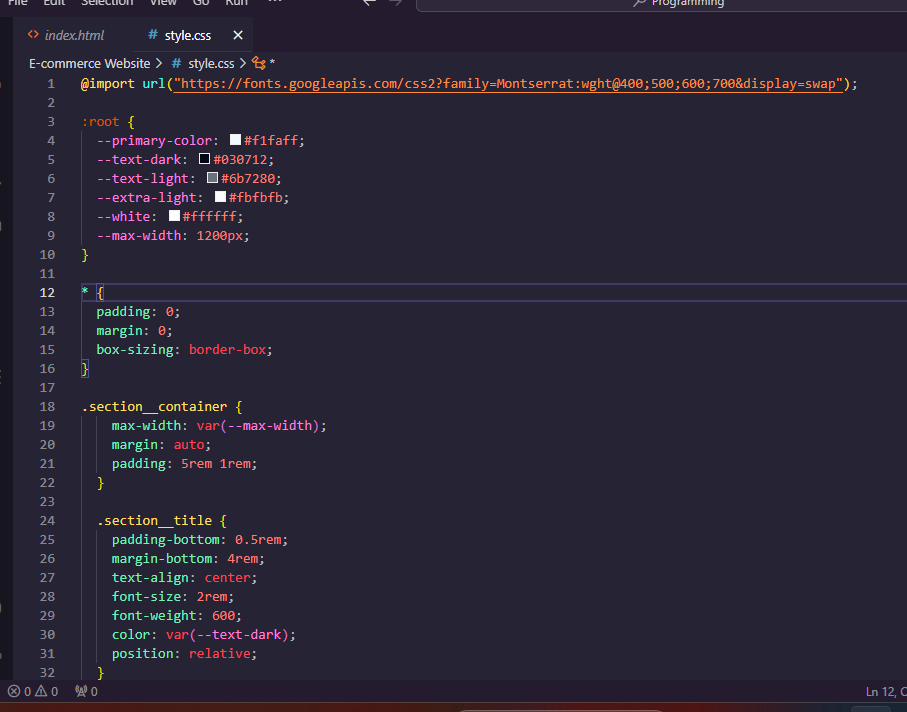 File Edit Selection View Go Run ... Programming
index.html # style.css
E-commerce Website > # style.css > *
1 @import url("https://fonts.googleapis.com/css2?family=Montserrat:wght@400;500;600;700&display=swap");
2
3 :root {
4 --primary-color: #f1faff;
5 --text-dark: #030712;
6 --text-light: #6b7280;
7 --extra-light: #fbfbfb;
8 --white: #ffffff;
9 --max-width: 1200px;
10 }
11
12 * {
13 padding: 0;
14 margin: 0;
15 box-sizing: border-box;
16 }
17
18 .section__container {
19 max-width: var(--max-width);
20 margin: auto;
21 padding: 5rem 1rem;
22 }
23
24 .section__title {
25 padding-bottom: 0.5rem;
26 margin-bottom: 4rem;
27 text-align: center;
28 font-size: 2rem;
29 font-weight: 600;
30 color: var(--text-dark);
31 position: relative;
32 }
0 0 0 Ln 12, C